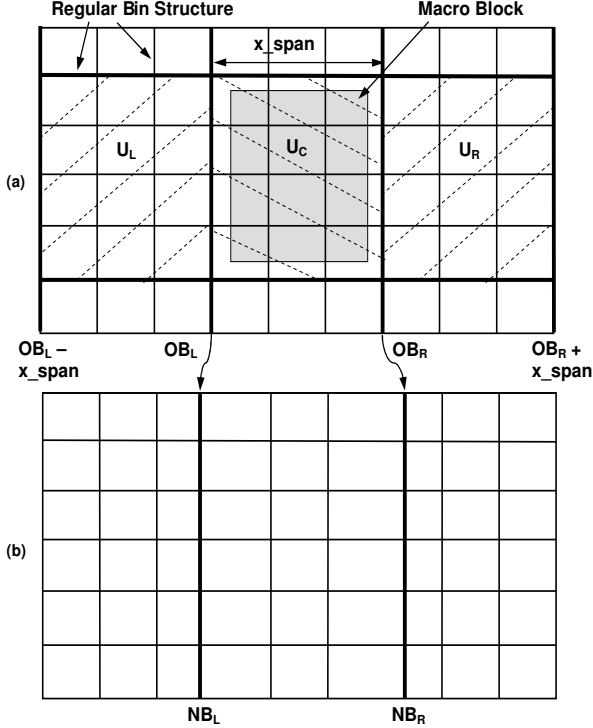 Regular Bin Structure
Macro Block
x_span
U_L
U_C
U_R
(a)
OB_L –
x_span
OB_L
OB_R
OB_R +
x_span
(b)
NB_L
NB_R